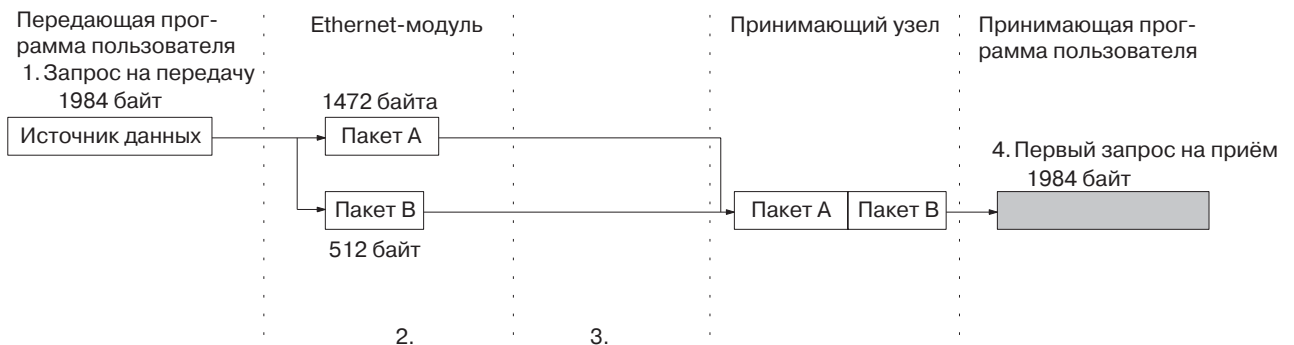 Передающая прог-
рамма пользователя
Ethernet-модуль
Принимающий узел
Принимающая прог-
рамма пользователя
1. Запрос на передачу
1984 байт
Источник данных
1472 байта
Пакет A
Пакет B
512 байт
Пакет A
Пакет B
4. Первый запрос на приём
1984 байт
2.
3.